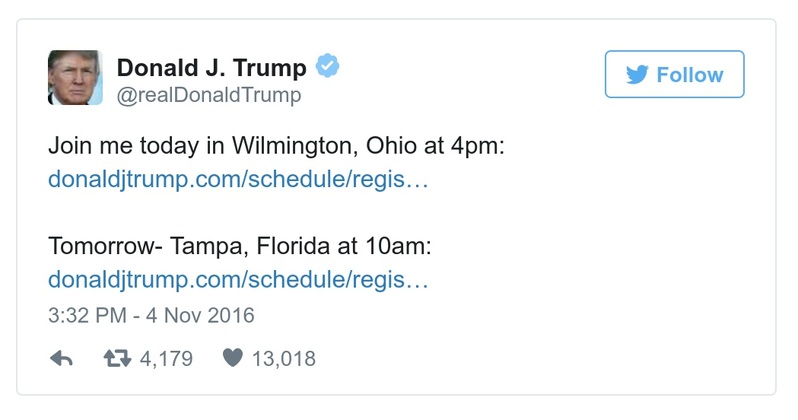 Donald J. Trump
@realDonaldTrump
Follow
Join me today in Wilmington, Ohio at 4pm:
donaldjtrump.com/schedule/regis…
Tomorrow- Tampa, Florida at 10am:
donaldjtrump.com/schedule/regis…
3:32 PM - 4 Nov 2016
4,179 13,018